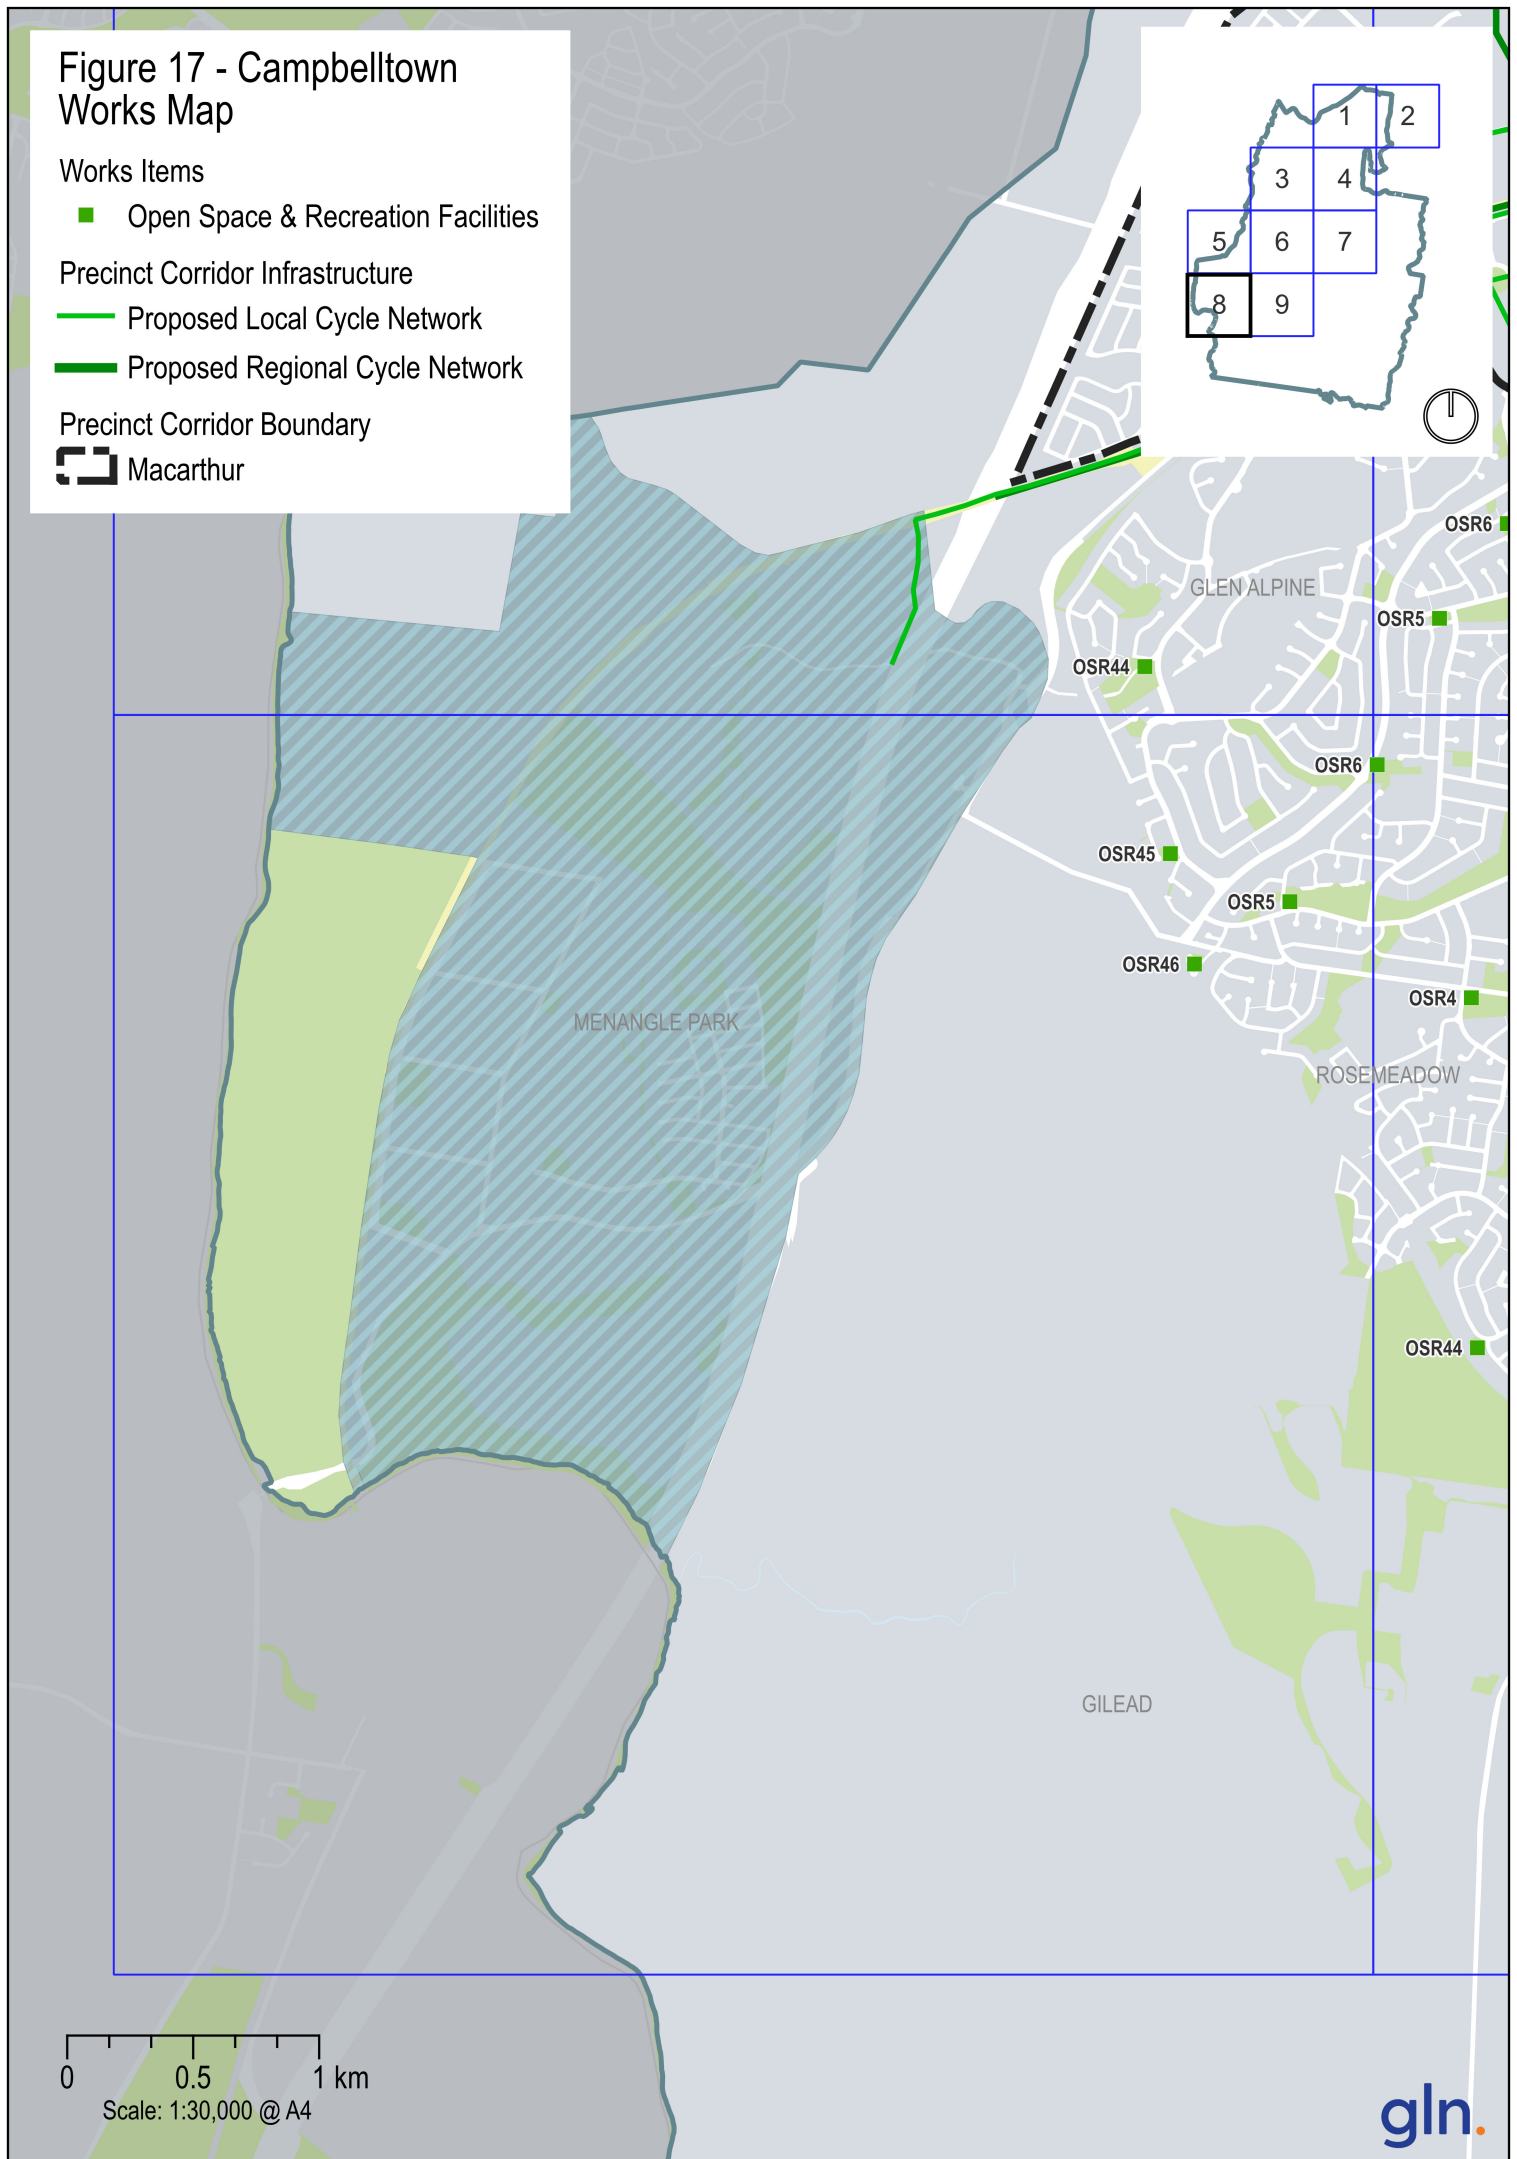 Figure 17 - Campbelltown
Works Map
Works Items
Open Space & Recreation Facilities
Precinct Corridor Infrastructure
Proposed Local Cycle Network
Proposed Regional Cycle Network
Precinct Corridor Boundary
Macarthur
1
2
3
4
5
6
7
8
9
OSR6
GLEN ALPINE
OSR5
OSR44
OSR6
OSR45
OSR5
OSR46
OSR4
MENANGLE PARK
ROSEMEADOW
OSR44
GILEAD
0 0.5 1 km
Scale: 1:30,000 @ A4
gln.